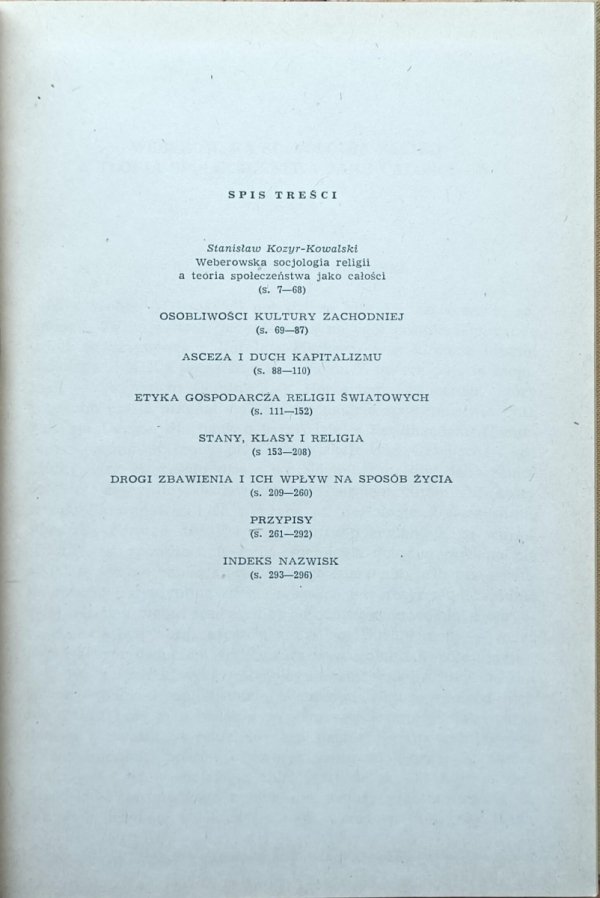 SPIS TREŚCI
Stanisław Kozyr-Kowalski
Weberowska socjologia religii
a teoria społeczeństwa jako całości
(s. 7—68)
OSOBLIWOŚCI KULTURY ZACHODNIEJ
(s. 69—87)
ASCEZA I DUCH KAPITALIZMU
(s. 88—110)
ETYKA GOSPODARCZA RELIGII ŚWIATOWYCH
(s. 111—152)
STANY, KLASY I RELIGIA
(s 153—208)
DROGI ZBAWIENIA I ICH WPŁYW NA SPOSÓB ŻYCIA
(s. 209—260)
PRZYPISY
(s. 261—292)
INDEKS NAZWISK
(s. 293—296)